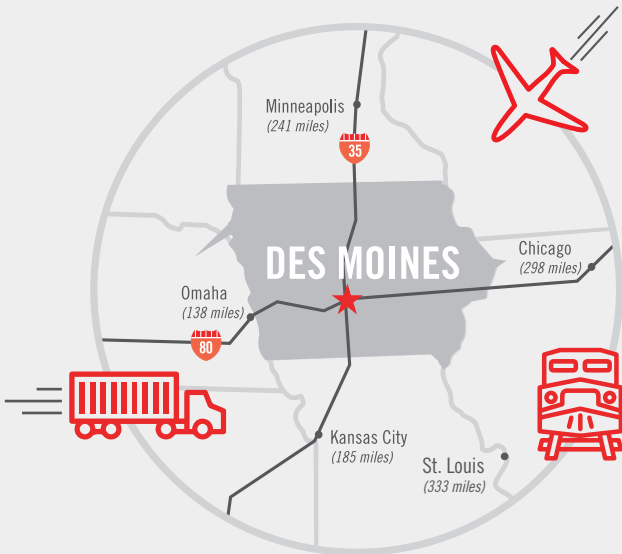 Minneapolis
(241 miles)
35
DES MOINES
Chicago
(298 miles)
Omaha
(138 miles)
80
Kansas City
(185 miles)
St. Louis
(333 miles)